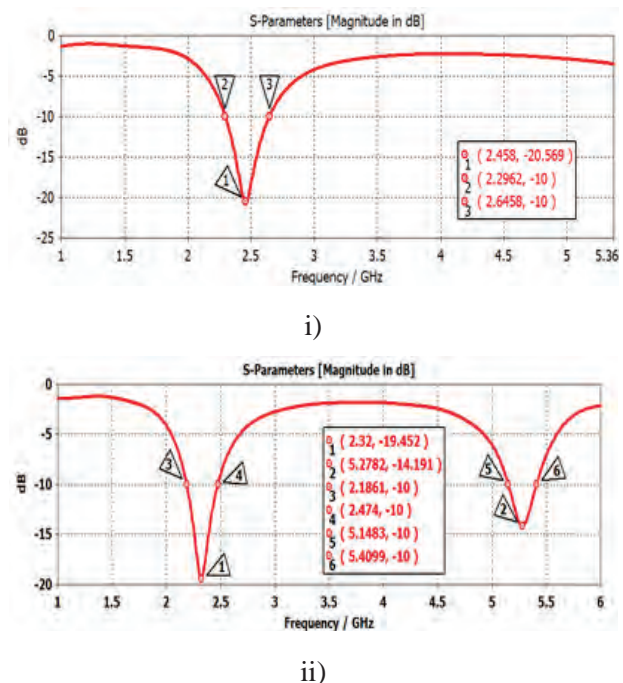 S-Parameters [Magnitude in dB]
0
-5
-10
-15
-20
-25
dB
2
3
1
( 2.458, -20.569 )
1
( 2.2962, -10 )
2
( 2.6458, -10 )
3
1 1.5 2 2.5 3 3.5 4 4.5 5 5.36
Frequency / GHz
i)
S-Parameters [Magnitude in dB]
0
-5
-10
-15
-20
dB
3
4
1
5
6
2
( 2.32, -19.452 )
1
( 5.2782, -14.191 )
2
( 2.1861, -10 )
3
( 2.474, -10 )
4
( 5.1483, -10 )
5
( 5.4099, -10 )
6
1 1.5 2 2.5 3 3.5 4 4.5 5 5.5 6
Frequency / GHz
ii)